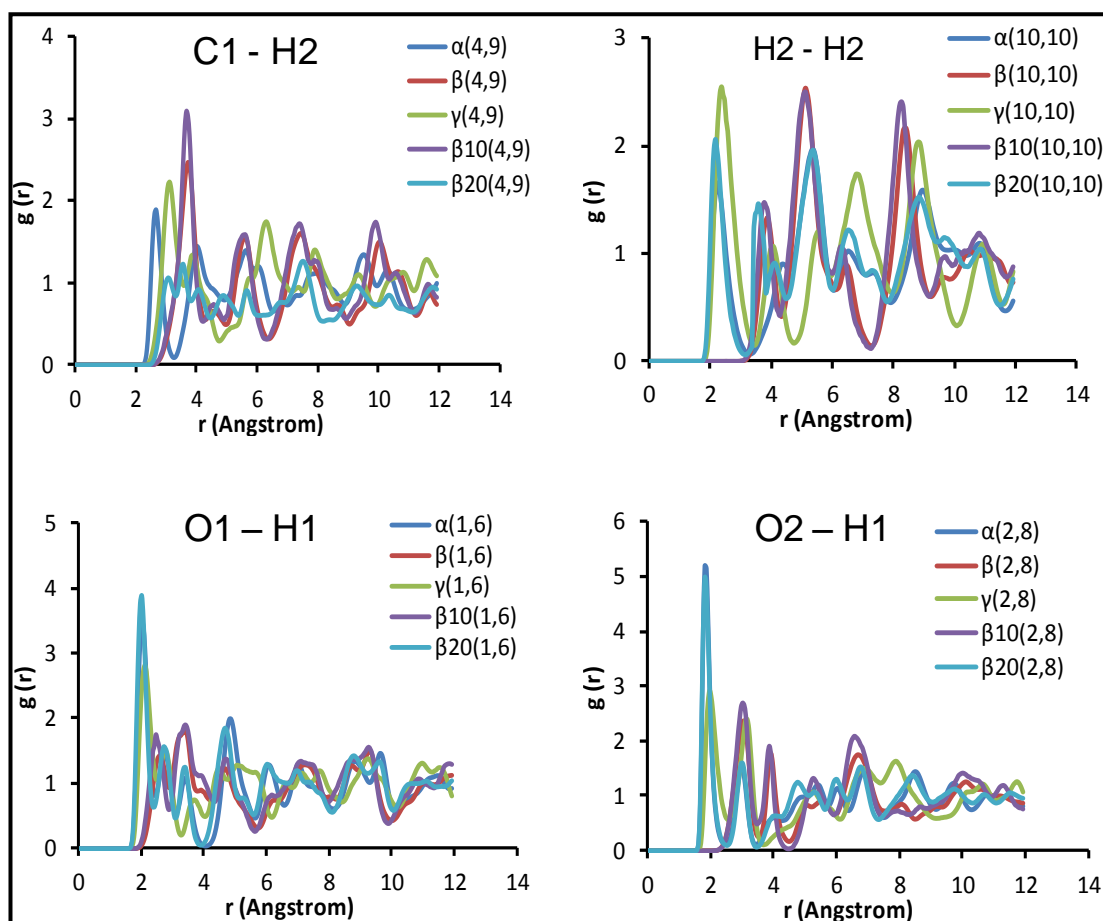 C1 - H2
α(4,9)
β(4,9)
γ(4,9)
β10(4,9)
β20(4,9)
g (r)
4
3
2
1
0
0 2 4 6 8 10 12 14
r (Angstrom)
H2 - H2
α(10,10)
β(10,10)
γ(10,10)
β10(10,10)
β20(10,10)
g (r)
3
2
1
0
0 2 4 6 8 10 12 14
r (Angstrom)
O1 – H1
α(1,6)
β(1,6)
γ(1,6)
β10(1,6)
β20(1,6)
g (r)
5
4
3
2
1
0
0 2 4 6 8 10 12 14
r (Angstrom)
O2 – H1
α(2,8)
β(2,8)
γ(2,8)
β10(2,8)
β20(2,8)
g (r)
6
5
4
3
2
1
0
0 2 4 6 8 10 12 14
r (Angstrom)